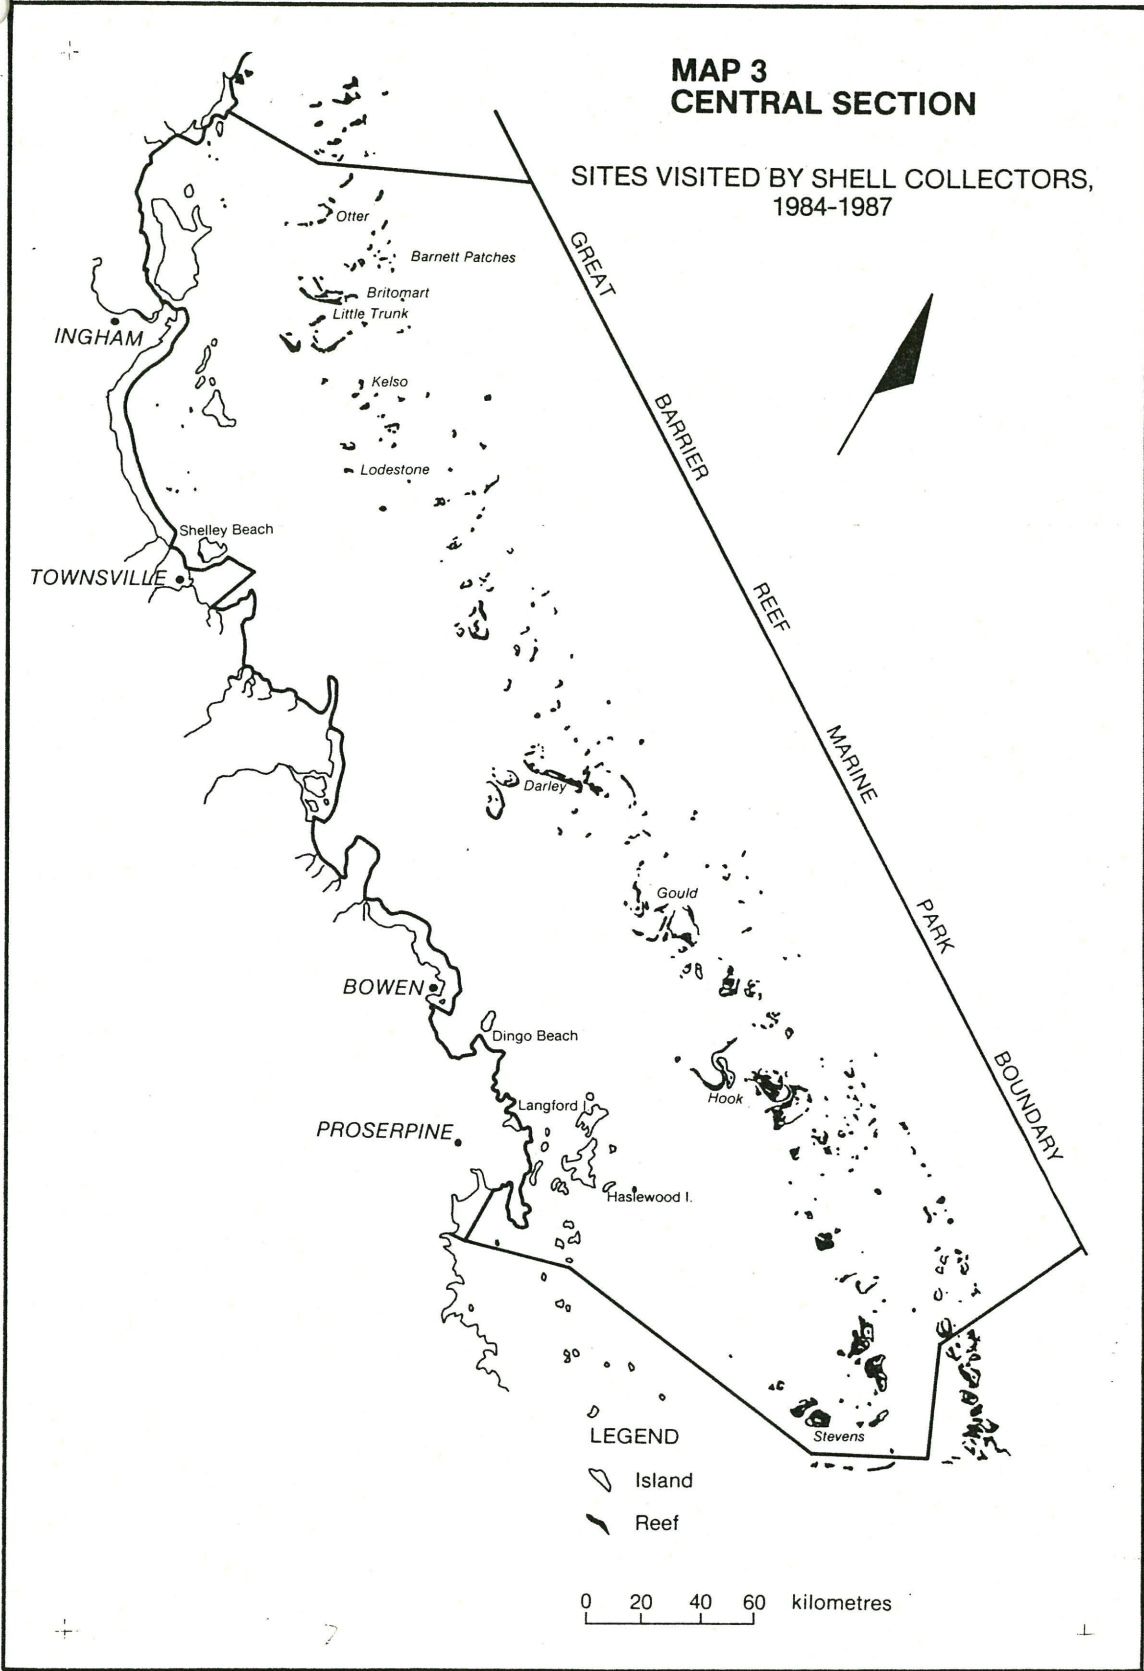 MAP 3
CENTRAL SECTION
SITES VISITED BY SHELL COLLECTORS,
1984-1987
Otter
Barnett Patches
Britomart
Little Trunk
INGHAM
Kelso
Lodestone
Shelley Beach
TOWNSVILLE
Darley
Gould
BOWEN
Dingo Beach
Hook
Langford I.
PROSERPINE
Haslewood I.
Stevens
GREAT
BARRIER
REEF
MARINE
PARK
BOUNDARY
LEGEND
Island
Reef
0 20 40 60 kilometres